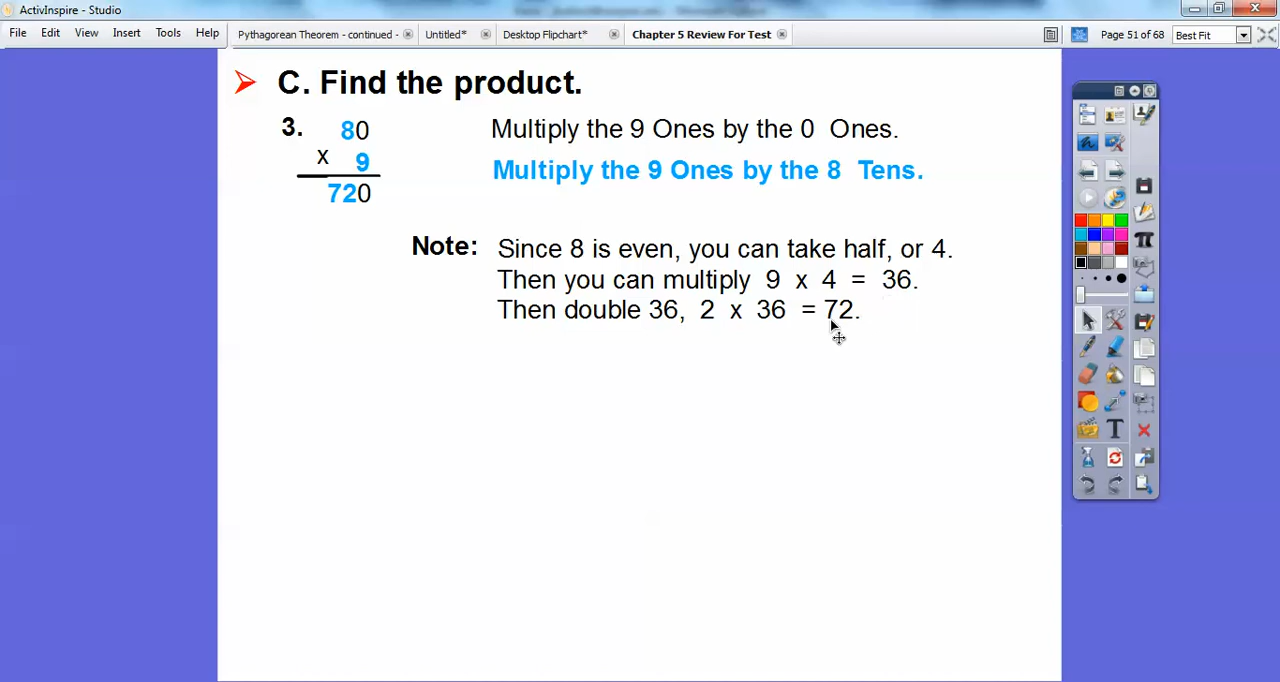 ActivInspire - Studio
File Edit View Insert Tools Help
Pythagorean Theorem - continued - Untitled* Desktop Flipchart* Chapter 5 Review For Test
Page 51 of 68 Best Fit
C. Find the product.
3. 80 Multiply the 9 Ones by the 0 Ones.
x 9 Multiply the 9 Ones by the 8 Tens.
720
Note: Since 8 is even, you can take half, or 4.
Then you can multiply 9 x 4 = 36.
Then double 36, 2 x 36 = 72.